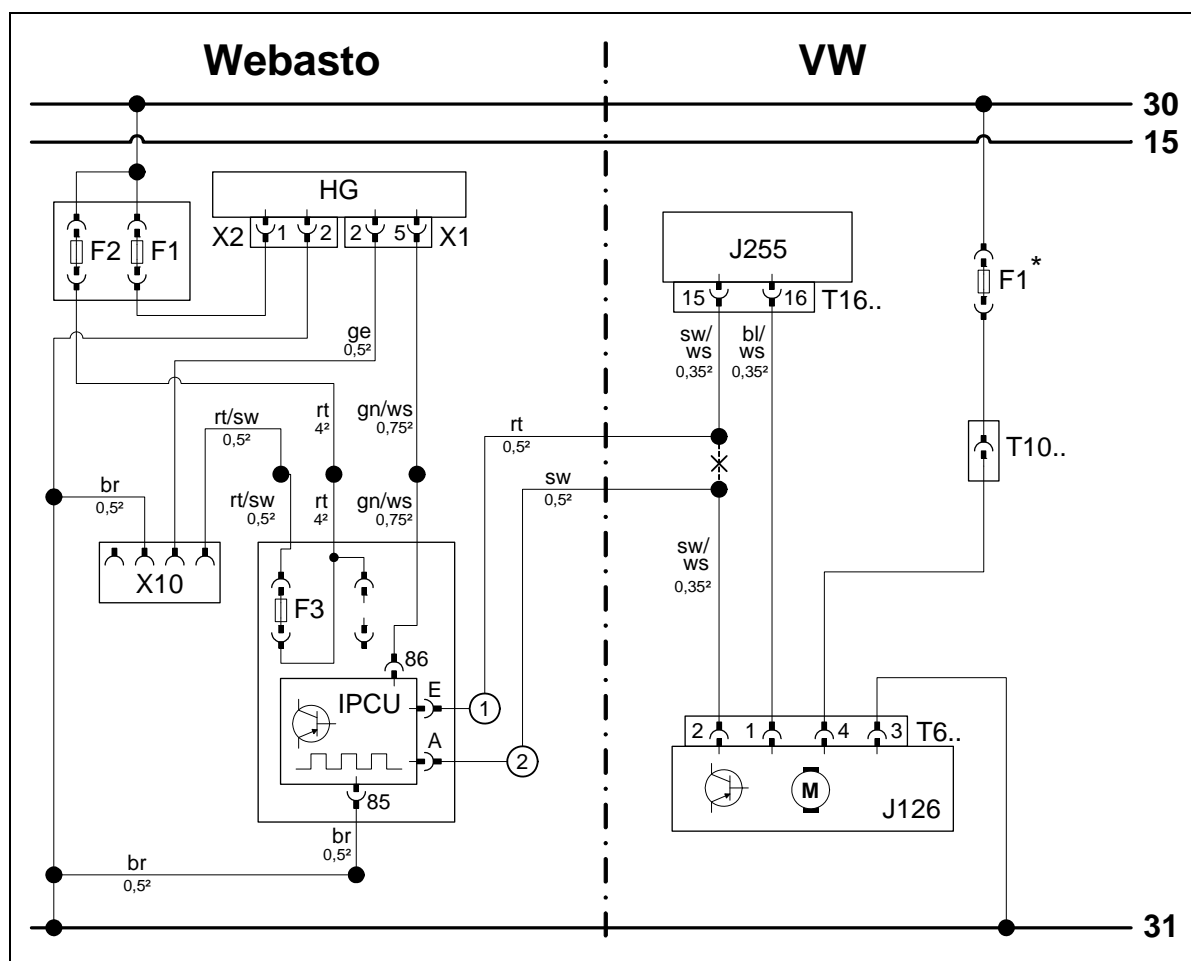 Webasto VW
30
15
HG
X2 1 2 2 5 X1
F2 F1
J255
15 16 T16..
F1*
ge
0,5²
sw/
ws
0,35²
bl/
ws
0,35²
rt/sw
0,5²
rt
4²
gn/ws
0,75²
rt
0,5²
T10..
br
0,5²
rt/sw
0,5²
rt
4²
gn/ws
0,75²
sw
0,5²
X10
sw/
ws
0,35²
F3
86
IPCU E 1
A 2
85
2 1 4 3 T6..
M
J126
br
0,5²
br
0,5²
31